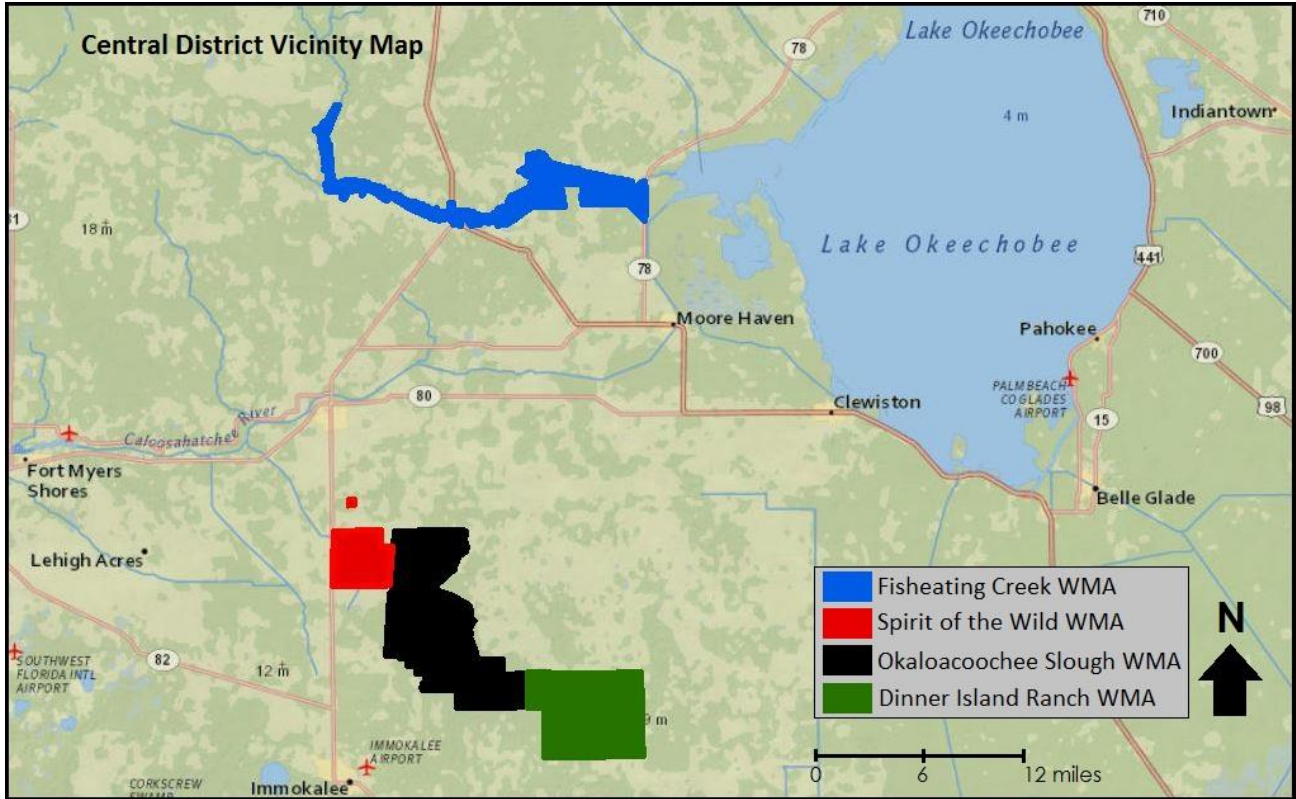 Central District Vicinity Map
Lake Okeechobee
710
78
4 m
Indiantown
31
18 m
Lake Okeechobee
441
78
Moore Haven
Pahokee
700
PALM BEACH
CO GLADES
AIRPORT
80
Clewiston
98
15
Caloosahatchee River
Fort Myers
Shores
Belle Glade
Lehigh Acres
Fisheating Creek WMA
Spirit of the Wild WMA
Okaloacoochee Slough WMA
Dinner Island Ranch WMA
N
SOUTHWEST
FLORIDA INTL
AIRPORT
82
12 m
9 m
IMMOKALEE
AIRPORT
Immokalee
CORKSCREW
SWAMP
0 6 12 miles